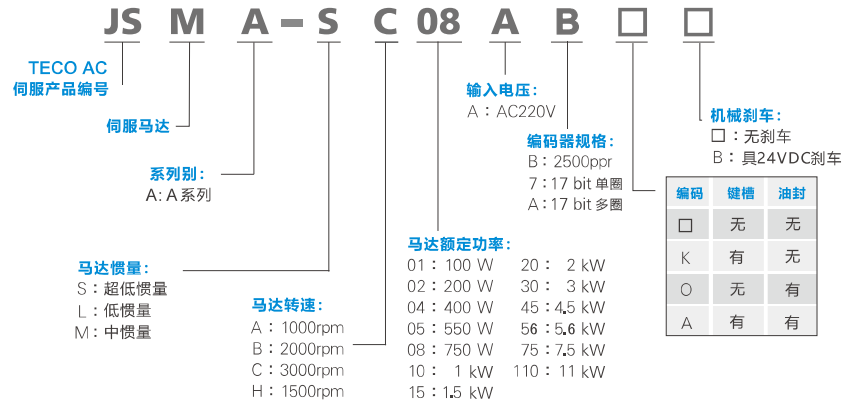 JS M A - S C 08 A B □ □
TECO AC
伺服产品编号
伺服马达
系列别：
A: A 系列
马达惯量：
S：超低惯量
L：低惯量
M：中惯量
马达转速：
A：1000rpm
B：2000rpm
C：3000rpm
H：1500rpm
马达额定功率：
01：100 W 20： 2 kW
02：200 W 30： 3 kW
04：400 W 45：4.5 kW
05：550 W 56：5.6 kW
08：750 W 75：7.5 kW
10： 1 kW 110：11 kW
15：1.5 kW
输入电压：
A：AC220V
编码器规格：
B：2500ppr
7：17 bit 单圈
A：17 bit 多圈
机械刹车：
□：无刹车
B：具24VDC刹车
编码 键槽 油封
□ 无 无
K 有 无
O 无 有
A 有 有